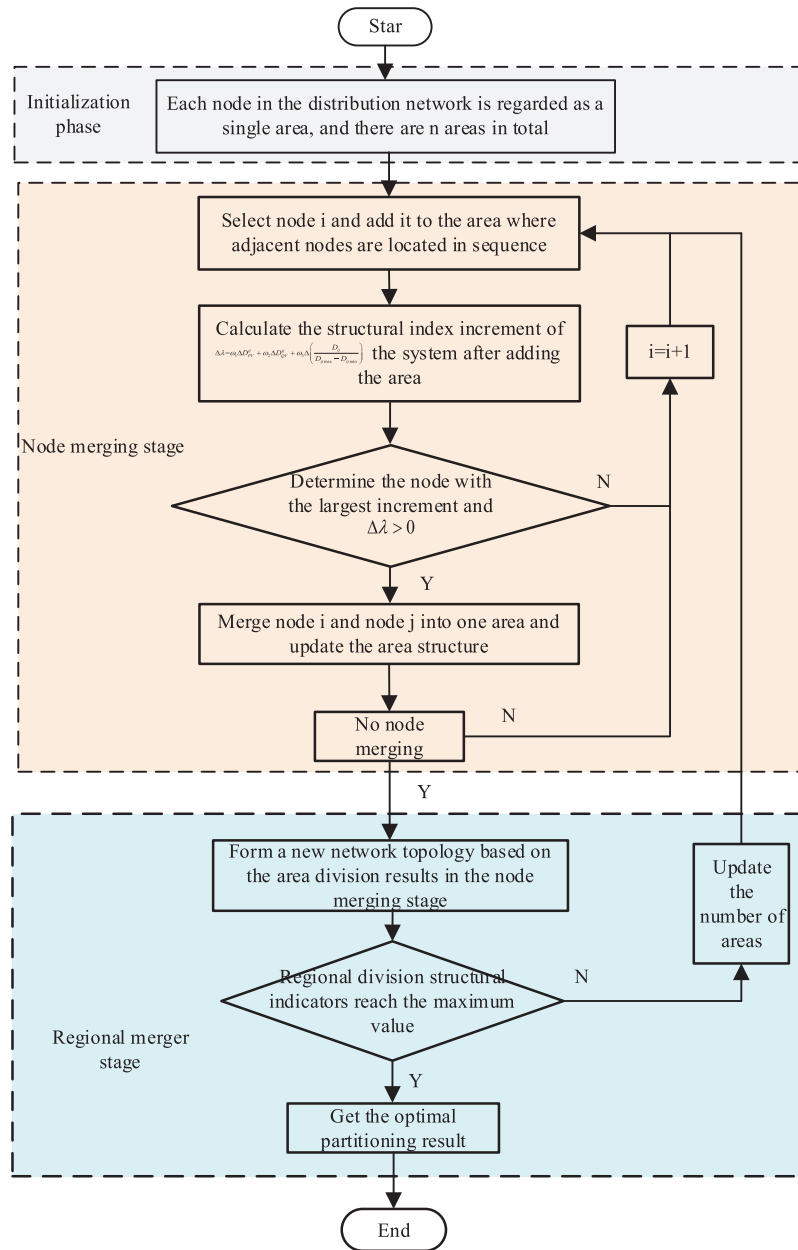 Star
Initialization
phase
Each node in the distribution network is regarded as a
single area, and there are n areas in total
Select node i and add it to the area where
adjacent nodes are located in sequence
Calculate the structural index increment of
the system after adding
the area
i=i+1
Node merging stage
Determine the node with
the largest increment and
Δλ > 0
N
Y
Merge node i and node j into one area and
update the area structure
No node
merging
N
Y
Form a new network topology based on
the area division results in the node
merging stage
Update
the
number of
areas
Regional division structural
indicators reach the maximum
value
N
Regional merger
stage
Y
Get the optimal
partitioning result
End